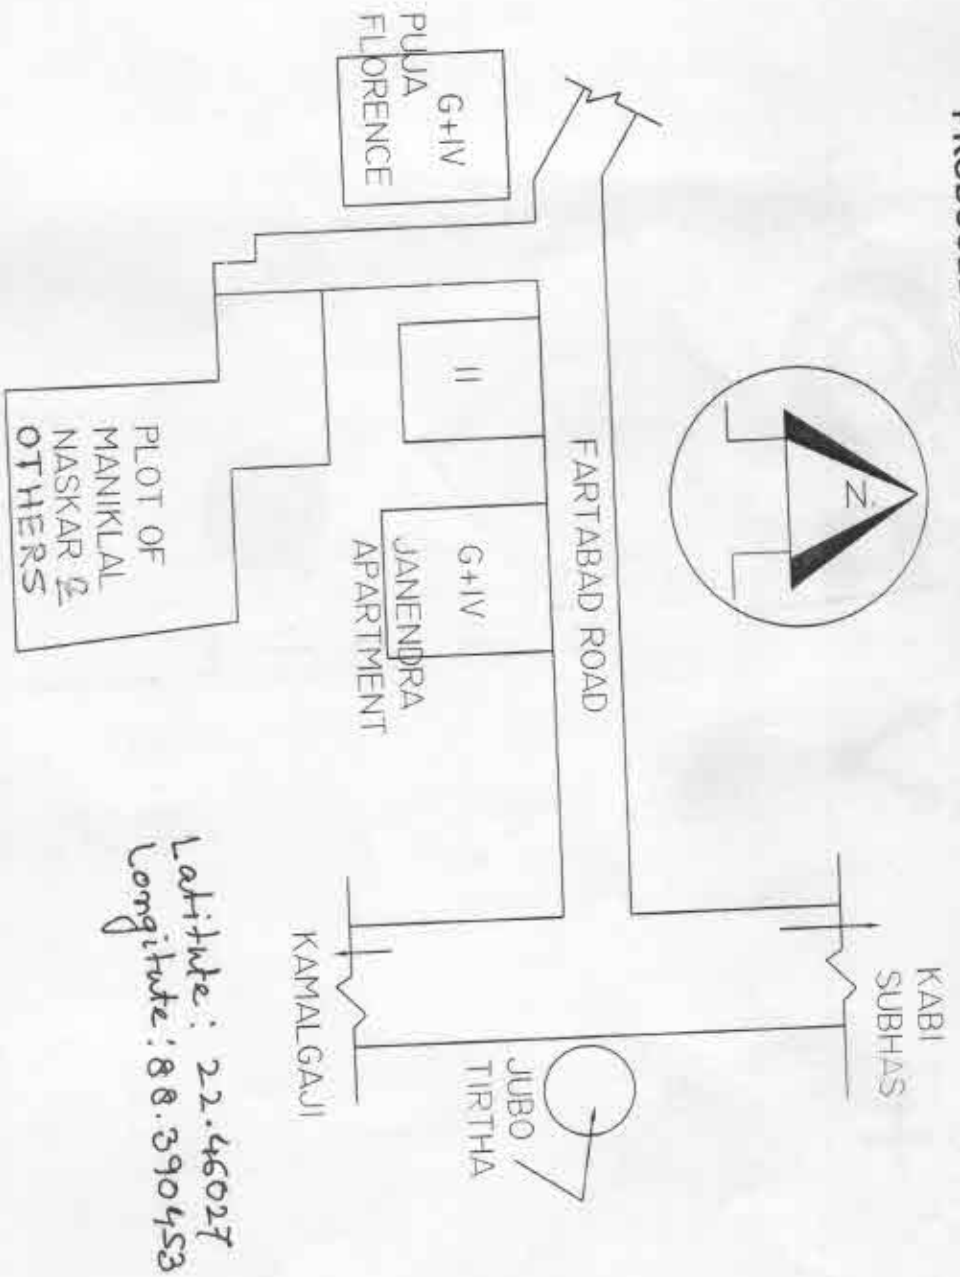 KABI
SUBHAS
N
FARTABAD ROAD
JUBO
TIRTHA
G+IV
PUJA
FLORENCE
II
G+IV
JANENDRA
APARTMENT
KAMALGAJI
PLOT OF
MANIKLAL
NASKAR &
OTHERS
Latitute : 22.46027
Longitute : 88.390453